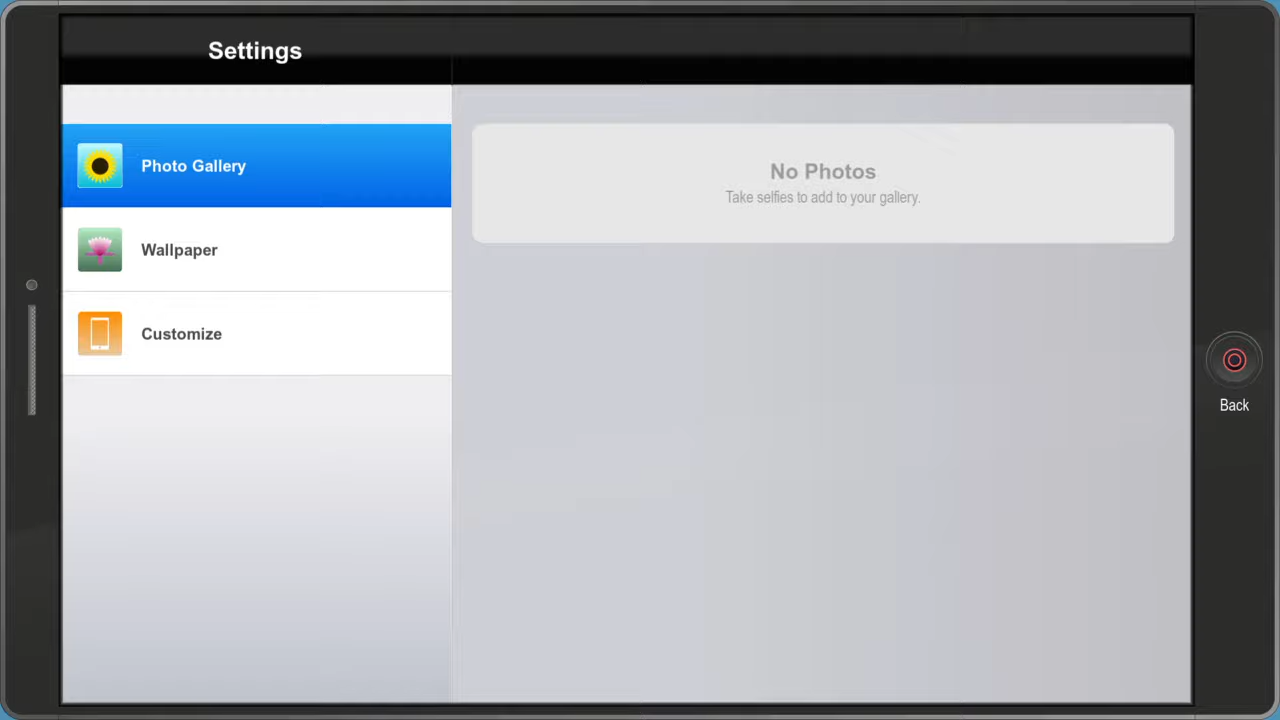 Settings
Photo Gallery
Wallpaper
Customize
No Photos
Take selfies to add to your gallery.
Back